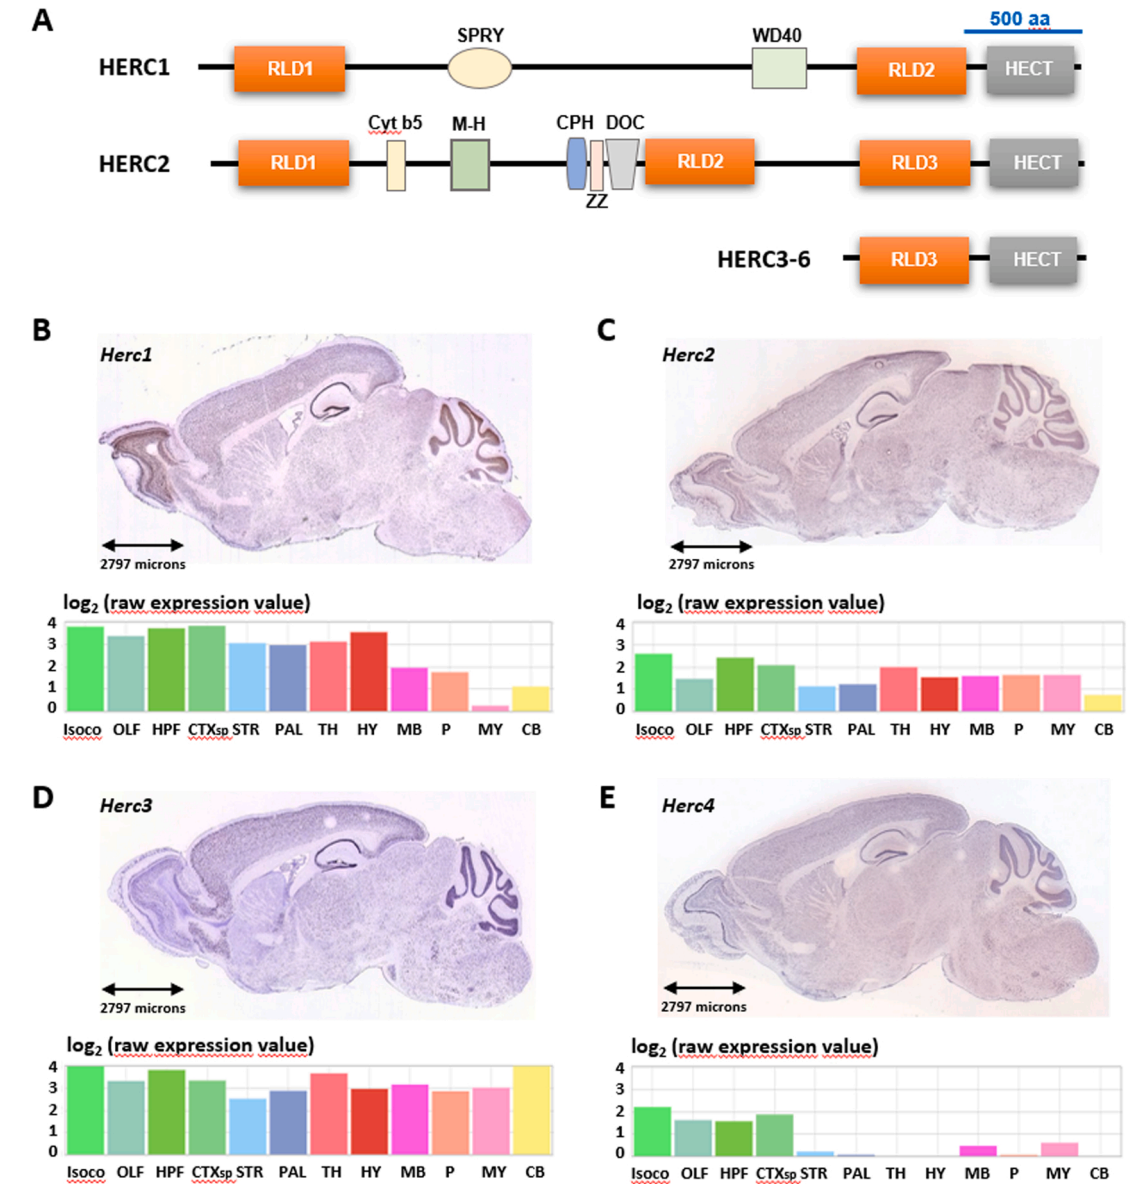 A
500 aa
SPRY
WD40
HERC1
RLD1
RLD2
HECT
Cyt b5
M-H
CPH
DOC
HERC2
RLD1
RLD2
RLD3
HECT
ZZ
HERC3-6
RLD3
HECT
B
Herc1
2797 microns
log2 (raw expression value)
4
3
2
1
0
Isoco OLF HPF CTXsp STR PAL TH HY MB P MY CB
C
Herc2
2797 microns
log2 (raw expression value)
4
3
2
1
0
Isoco OLF HPF CTXsp STR PAL TH HY MB P MY CB
D
Herc3
2797 microns
log2 (raw expression value)
4
3
2
1
0
Isoco OLF HPF CTXsp STR PAL TH HY MB P MY CB
E
Herc4
2797 microns
log2 (raw expression value)
4
3
2
1
0
Isoco OLF HPF CTXsp STR PAL TH HY MB P MY CB